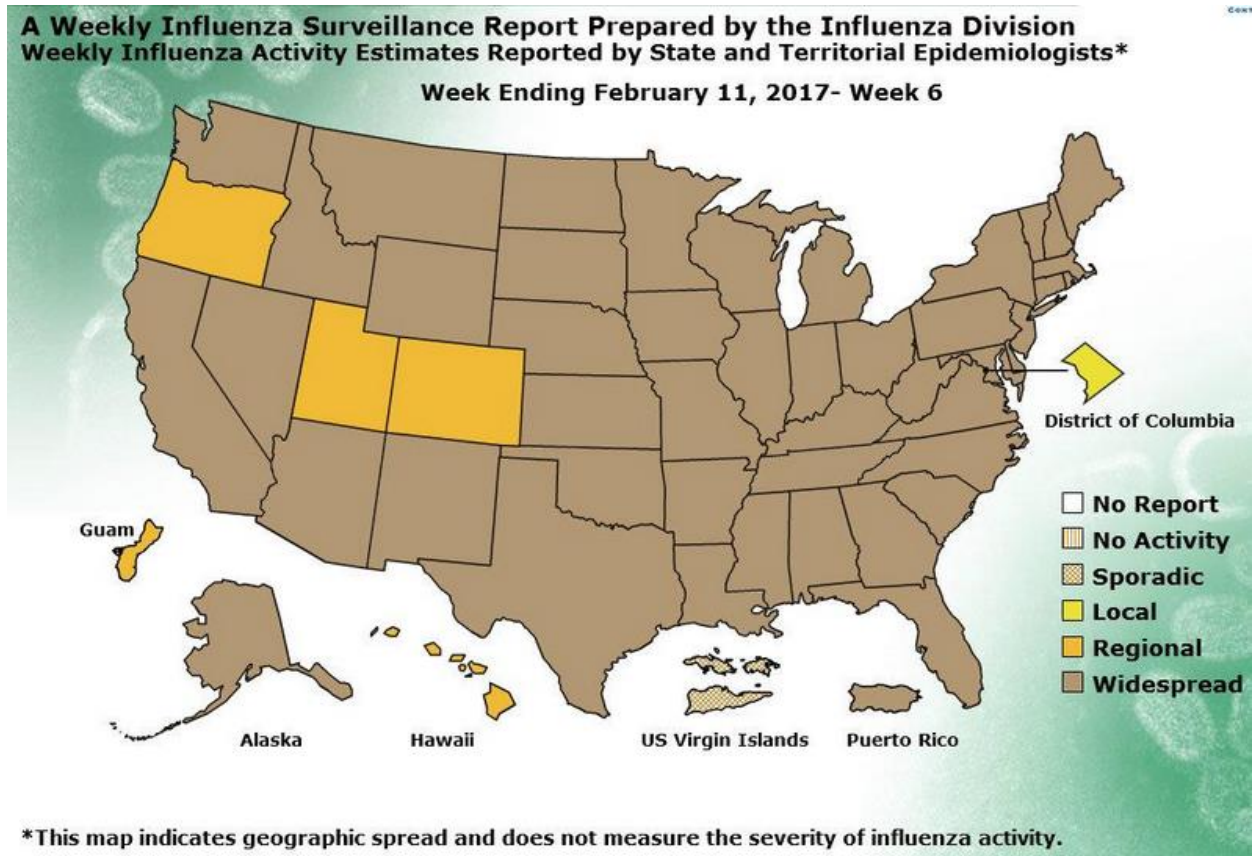 A Weekly Influenza Surveillance Report Prepared by the Influenza Division
Weekly Influenza Activity Estimates Reported by State and Territorial Epidemiologists*
Week Ending February 11, 2017- Week 6
District of Columbia
No Report
No Activity
Sporadic
Local
Regional
Widespread
Guam
Alaska
Hawaii
US Virgin Islands
Puerto Rico
*This map indicates geographic spread and does not measure the severity of influenza activity.